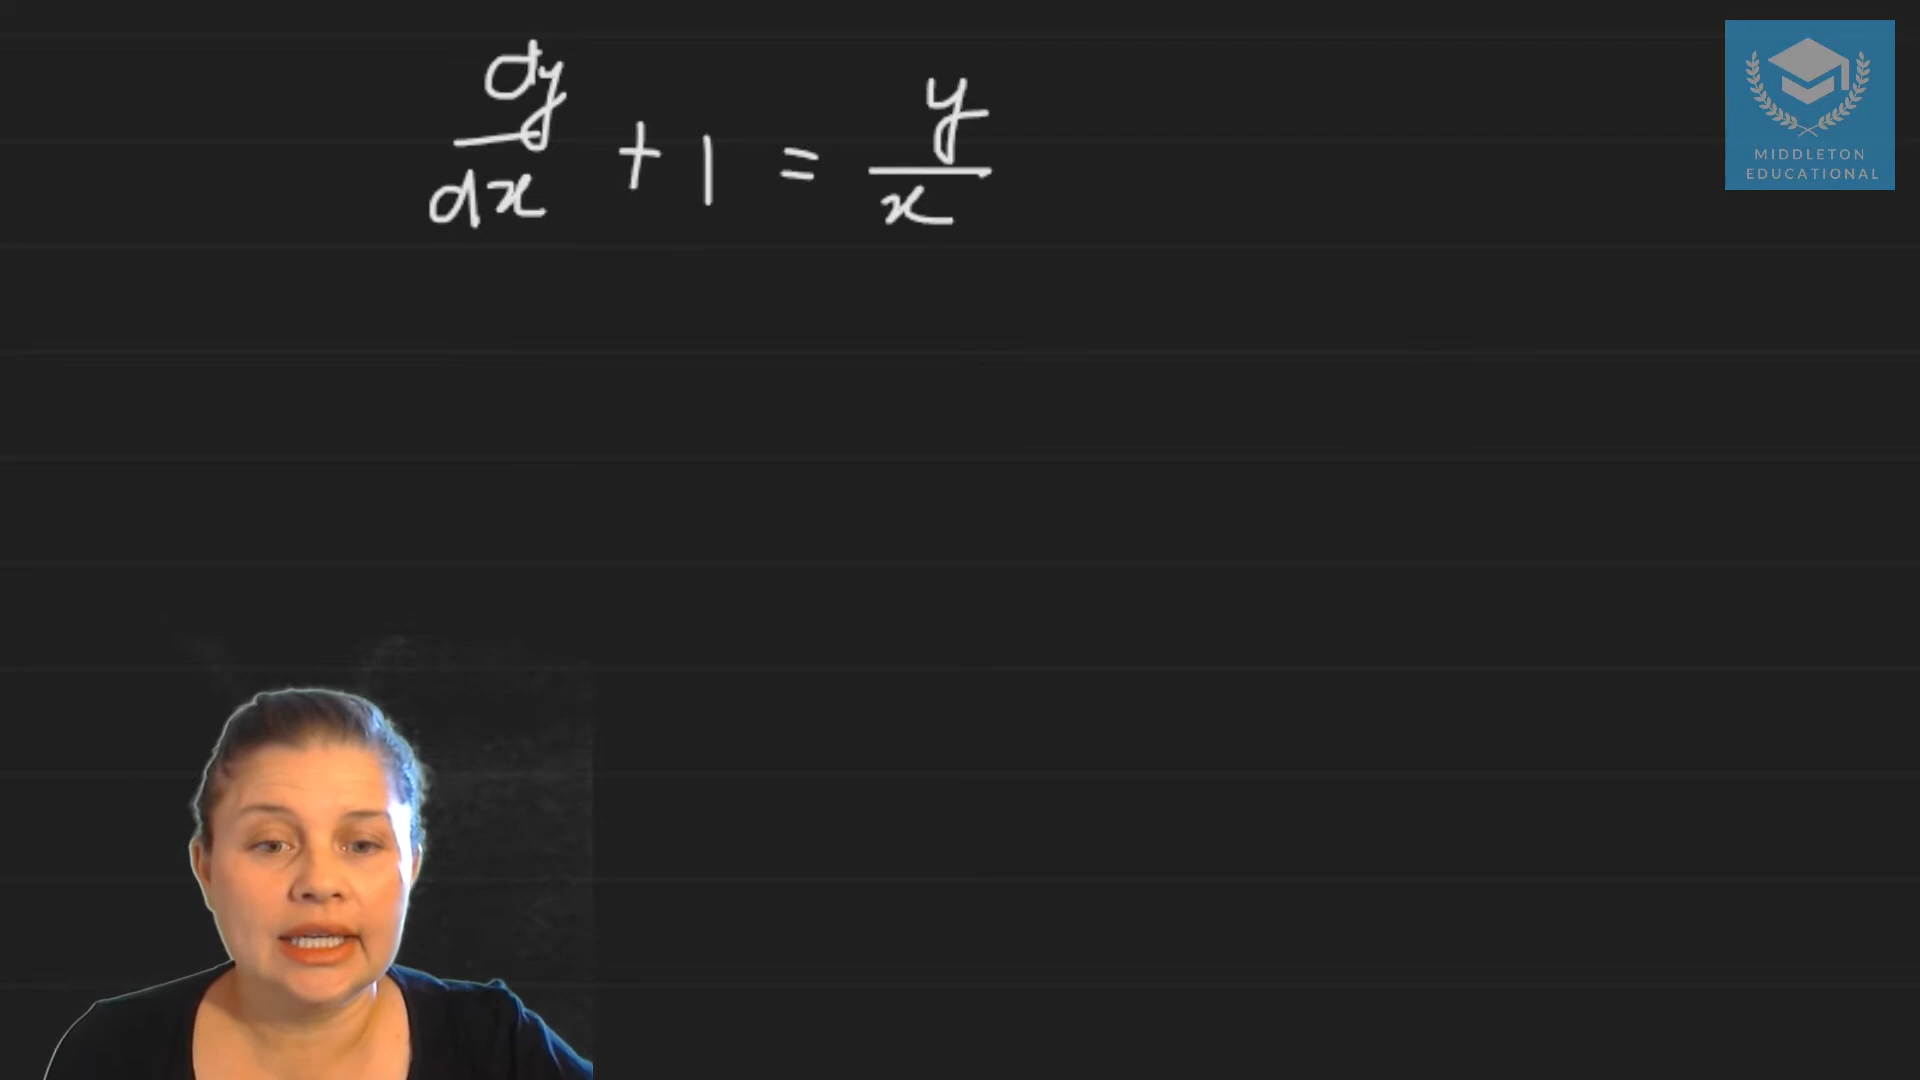 dy/dx + 1 = y/x
MIDDLETON
EDUCATIONAL